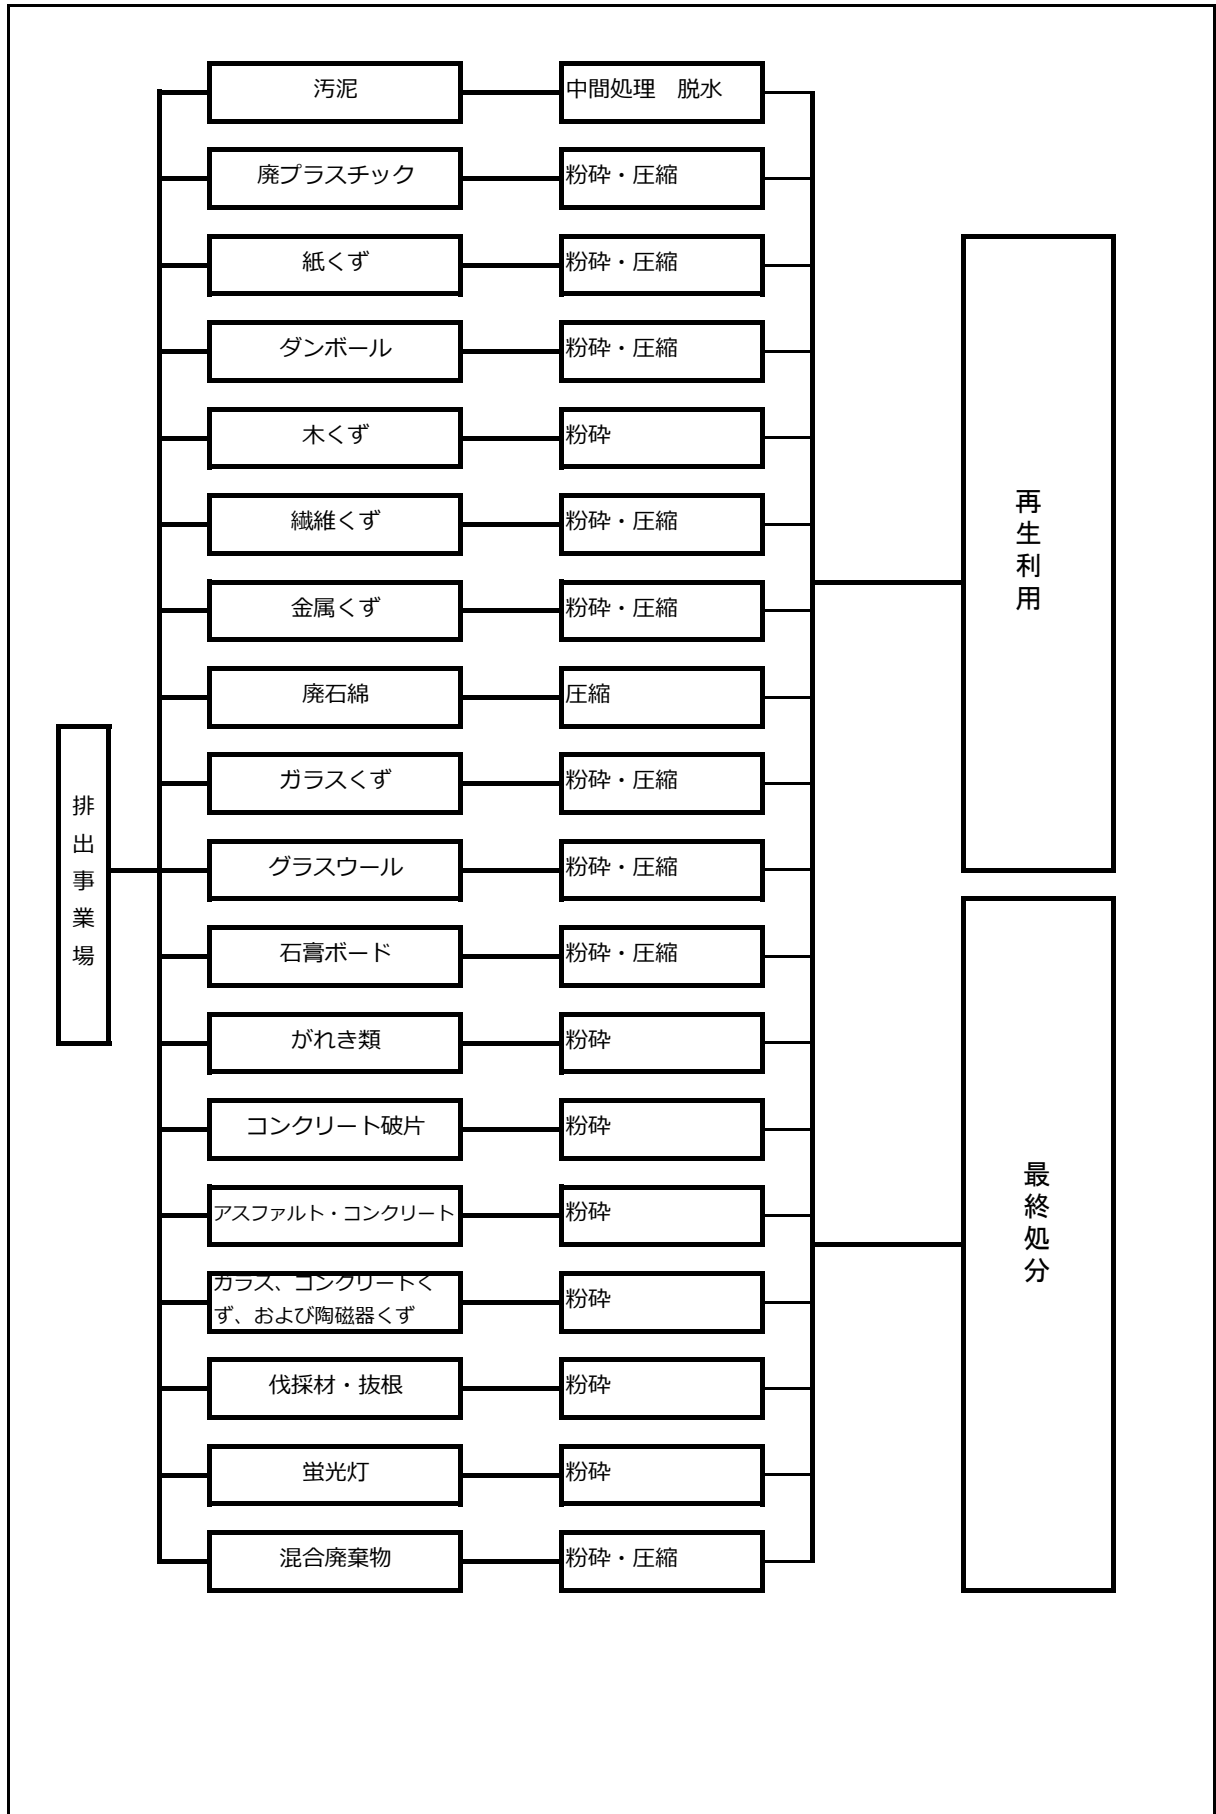 汚泥
中間処理　脱水
廃プラスチック
粉砕・圧縮
紙くず
粉砕・圧縮
ダンボール
粉砕・圧縮
木くず
粉砕
繊維くず
粉砕・圧縮
金属くず
粉砕・圧縮
廃石綿
圧縮
ガラスくず
粉砕・圧縮
グラスウール
粉砕・圧縮
石膏ボード
粉砕・圧縮
がれき類
粉砕
コンクリート破片
粉砕
アスファルト・コンクリート
粉砕
ガラス、コンクリートく
ず、および陶磁器くず
粉砕
伐採材・抜根
粉砕
蛍光灯
粉砕
混合廃棄物
粉砕・圧縮
排出事業場
再生利用
最終処分